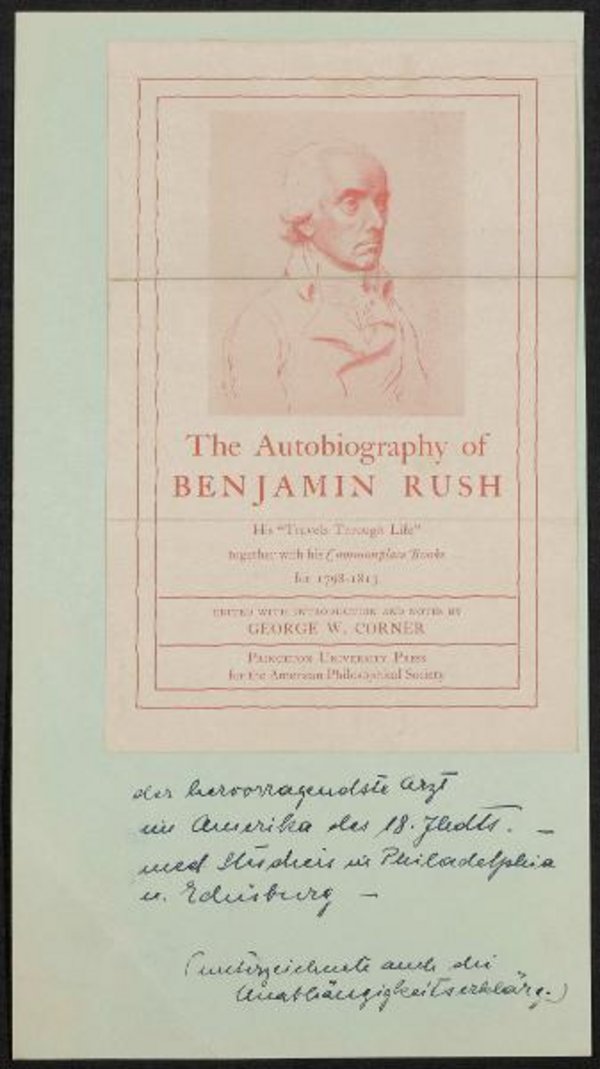 The Autobiography of
BENJAMIN RUSH
His "Travels Through Life"
together with his Commonplace Books
for 1798-1813
EDITED WITH INTRODUCTION AND NOTES BY
GEORGE W. CORNER
PRINCETON UNIVERSITY PRESS
for the American Philosophical Society
der hervorragendste Arzt
im Amerika des 18. Jhdts. –
med Studien in Philadelphia
u. Edinburg –
(unterzeichnete auch die
Unabhängigkeitserklärg.)